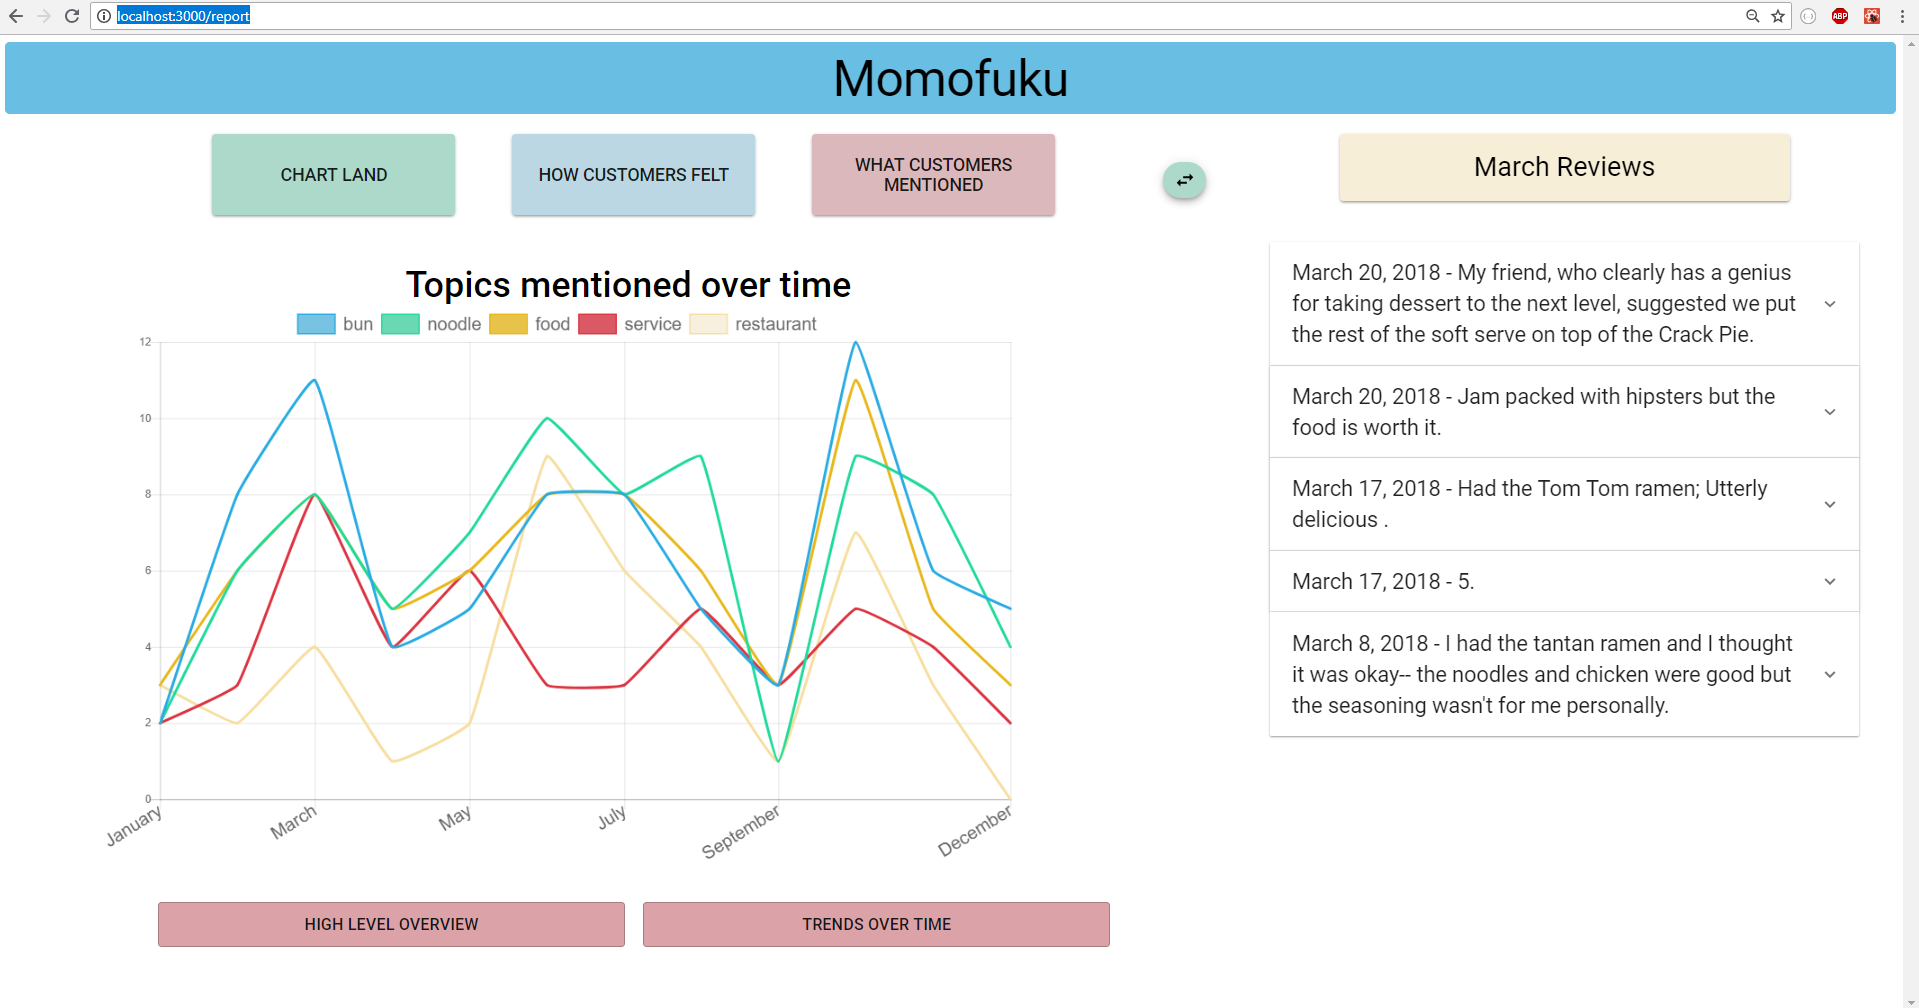 localhost:3000/report
ABP
Momofuku
CHART LAND
HOW CUSTOMERS FELT
WHAT CUSTOMERS
MENTIONED
March Reviews
Topics mentioned over time
bun noodle food service restaurant
12
10
8
6
4
2
0
January March May July September December
HIGH LEVEL OVERVIEW
TRENDS OVER TIME
March 20, 2018 - My friend, who clearly has a genius
for taking dessert to the next level, suggested we put
the rest of the soft serve on top of the Crack Pie.
March 20, 2018 - Jam packed with hipsters but the
food is worth it.
March 17, 2018 - Had the Tom Tom ramen; Utterly
delicious .
March 17, 2018 - 5.
March 8, 2018 - I had the tantan ramen and I thought
it was okay-- the noodles and chicken were good but
the seasoning wasn't for me personally.